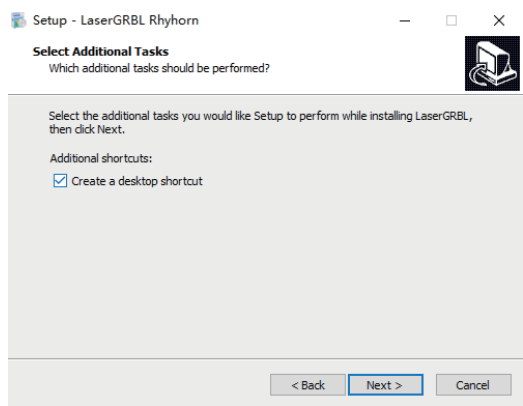 Setup - LaserGRBL Rhyhorn
Select Additional Tasks
Which additional tasks should be performed?
Select the additional tasks you would like Setup to perform while installing LaserGRBL,
then click Next.
Additional shortcuts:
Create a desktop shortcut
< Back Next > Cancel